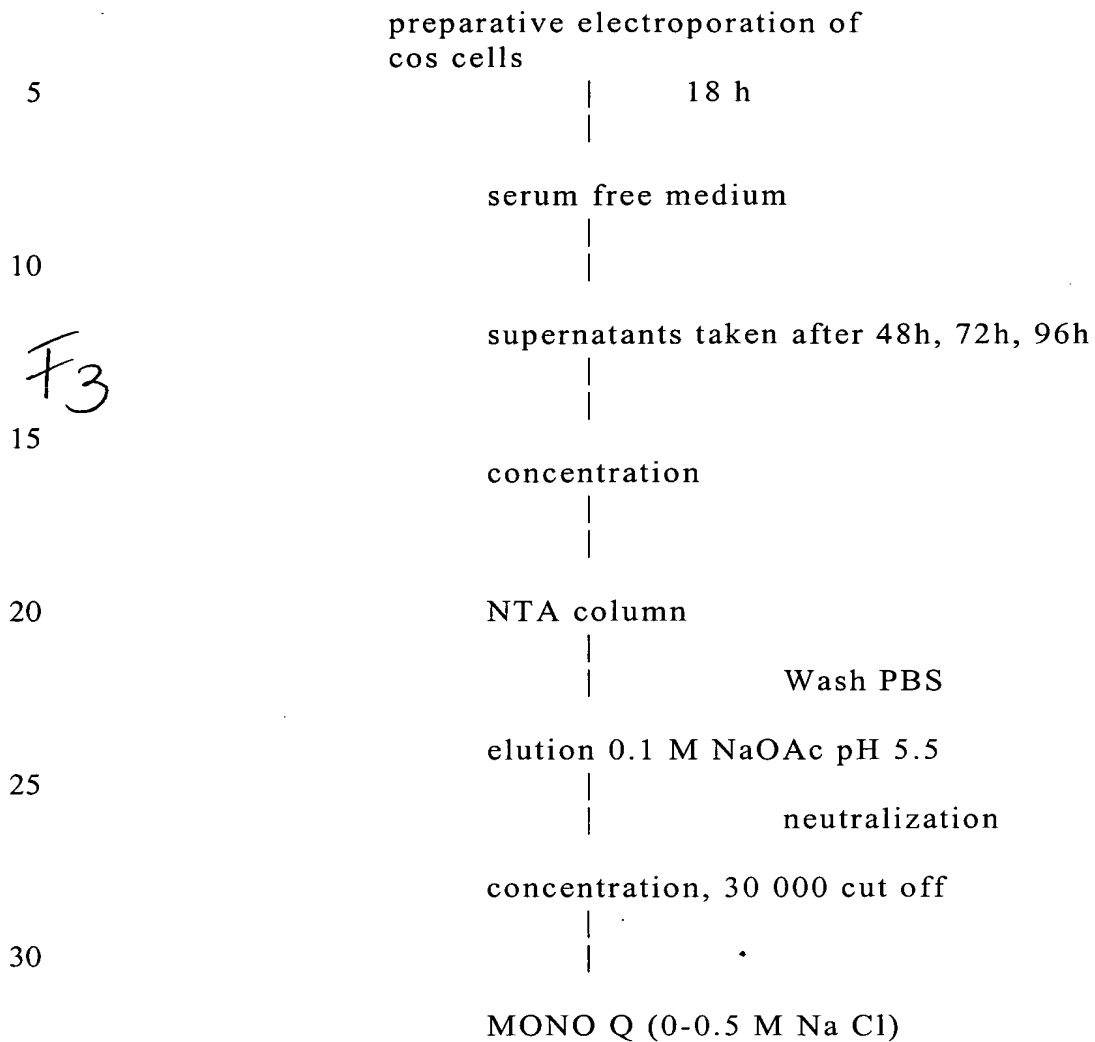 preparative electroporation of
cos cells
5 18 h
serum free medium
10
supernatants taken after 48h, 72h, 96h
F3
15
concentration
20 NTA column
Wash PBS
elution 0.1 M NaOAc pH 5.5
25
neutralization
concentration, 30 000 cut off
30
MONO Q (0-0.5 M Na Cl)